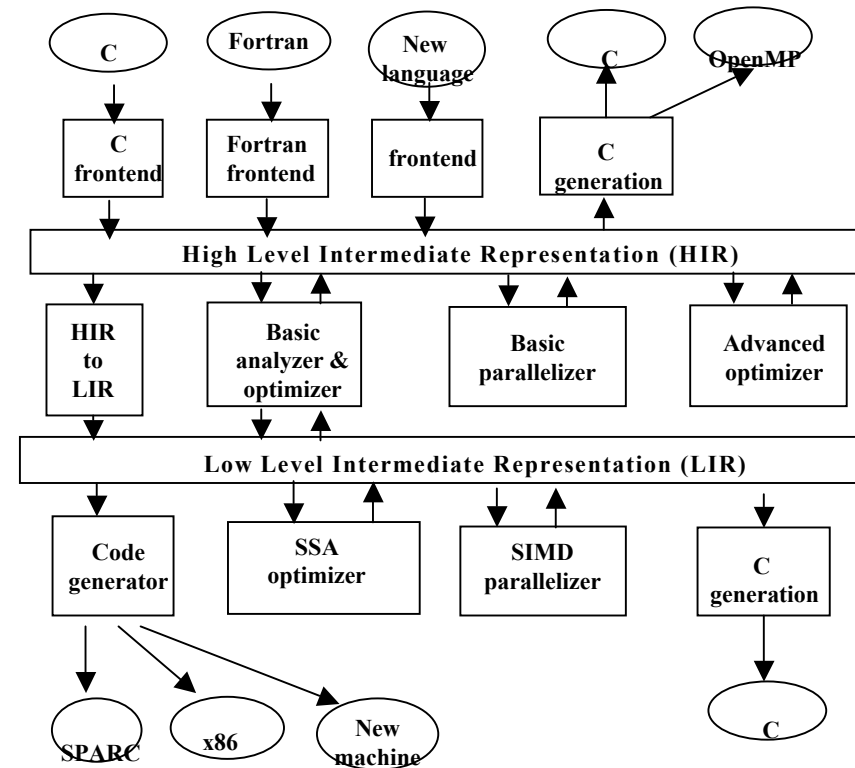 C
Fortran
New
language
C
OpenMP
C
frontend
Fortran
frontend
frontend
C
generation
High Level Intermediate Representation (HIR)
HIR
to
LIR
Basic
analyzer &
optimizer
Basic
parallelizer
Advanced
optimizer
Low Level Intermediate Representation (LIR)
Code
generator
SSA
optimizer
SIMD
parallelizer
C
generation
SPARC
x86
New
machine
C